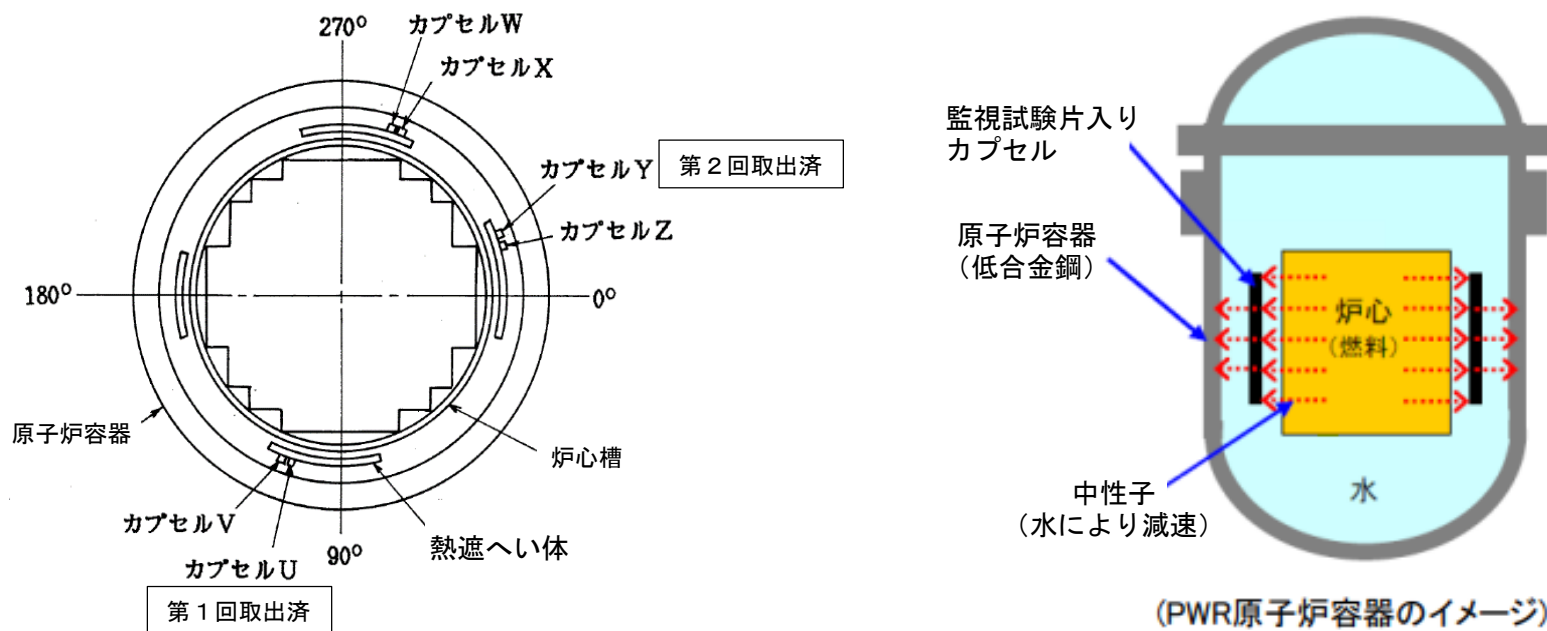 270°
カプセルW
カプセルX
カプセルY
第２回取出済
カプセルZ
180°
0°
原子炉容器
炉心槽
カプセルV
熱遮へい体
90°
カプセルU
第１回取出済
監視試験片入り
カプセル
原子炉容器
（低合金鋼）
炉心
(燃料)
中性子
（水により減速）
水
(PWR原子炉容器のイメージ)